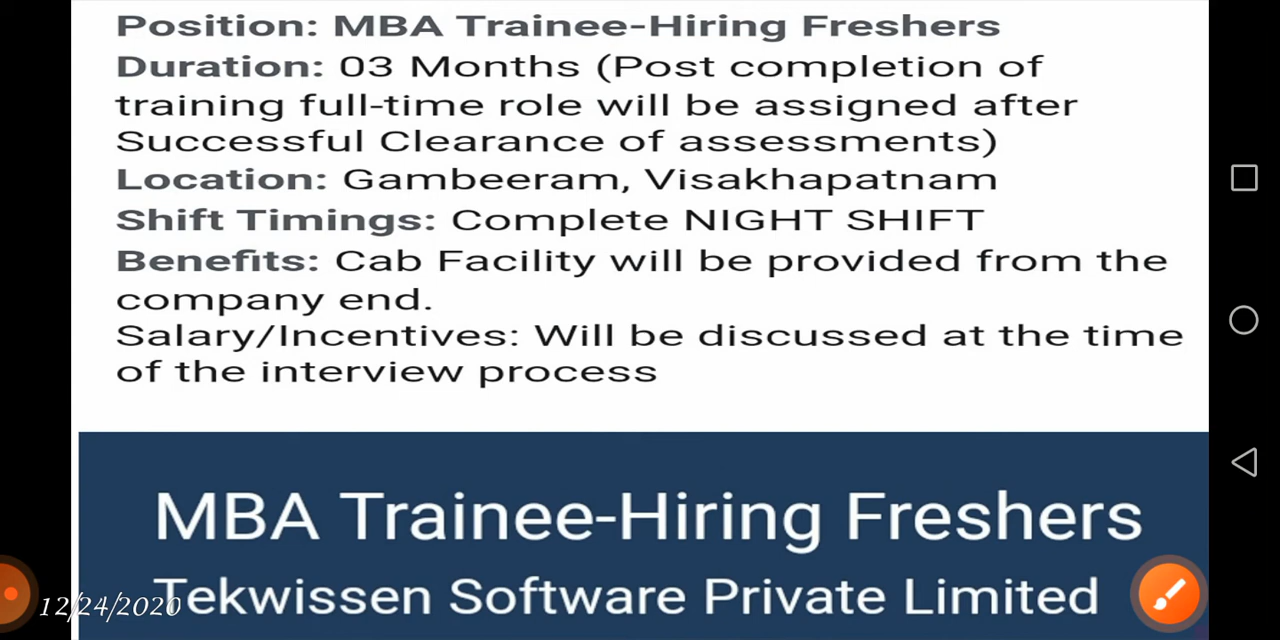 Position: MBA Trainee-Hiring Freshers
Duration: 03 Months (Post completion of
training full-time role will be assigned after
Successful Clearance of assessments)
Location: Gambeeram, Visakhapatnam
Shift Timings: Complete NIGHT SHIFT
Benefits: Cab Facility will be provided from the
company end.
Salary/Incentives: Will be discussed at the time
of the interview process
MBA Trainee-Hiring Freshers
Tekwissen Software Private Limited
12/24/2020